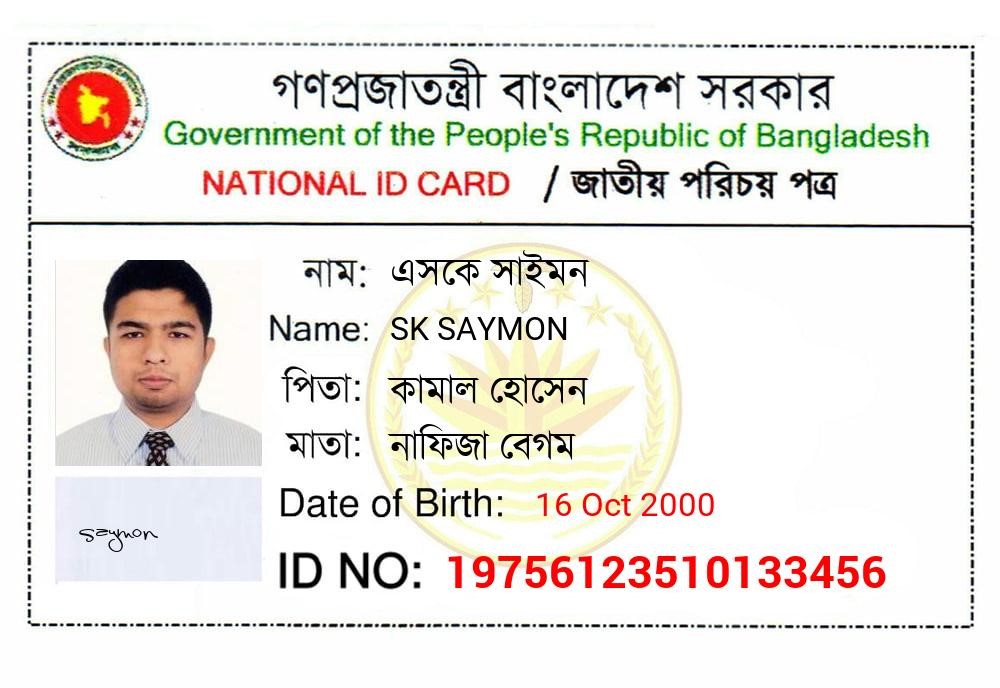 গণপ্রজাতন্ত্রী বাংলাদেশ সরকার
Government of the People's Republic of Bangladesh
NATIONAL ID CARD / জাতীয় পরিচয় পত্র
নাম: এসকে সাইমন
Name: SK SAYMON
পিতা: কামাল হোসেন
মাতা: নাফিজা বেগম
Date of Birth: 16 Oct 2000
saymon
ID NO: 19756123510133456